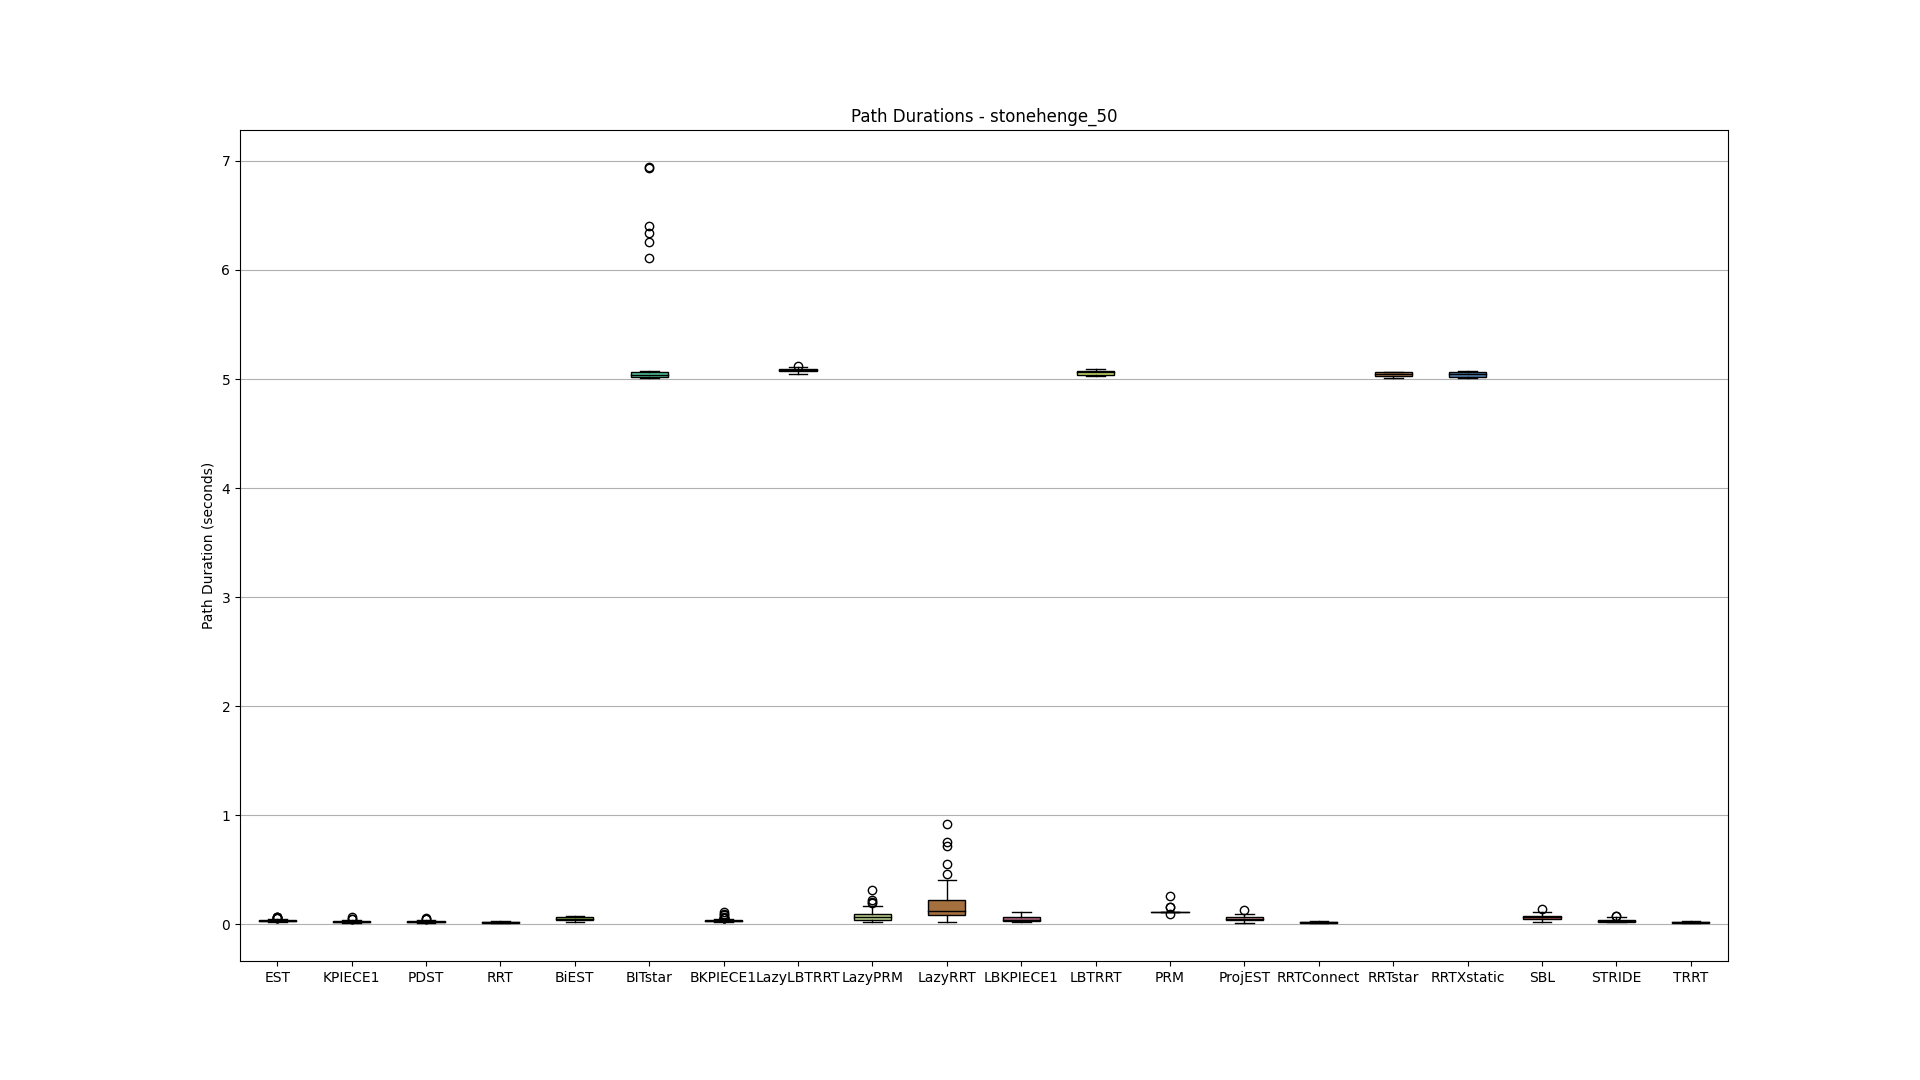 Path Durations - stonehenge_50
Path Duration (seconds)
7
6
5
4
3
2
1
0
EST KPIECE1 PDST RRT BiEST BITstar BKPIECE1 LazyLBTRRT LazyPRM LazyRRT LBKPIECE1 LBTRRT PRM ProjEST RRTConnect RRTstar RRTXstatic SBL STRIDE TRRT